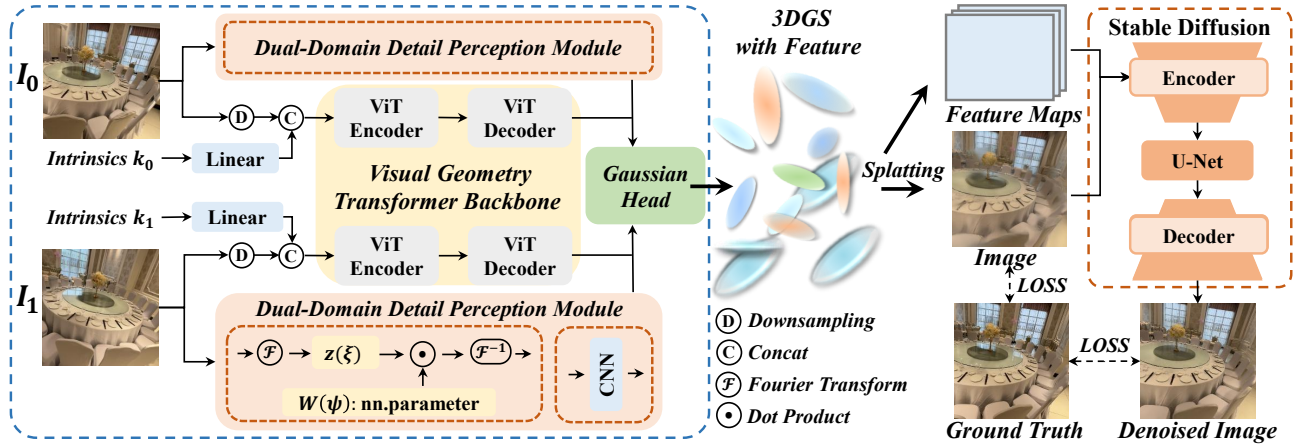 I0
Dual-Domain Detail Perception Module
D
C
ViT
Encoder
ViT
Decoder
Intrinsics k0
Linear
Visual Geometry
Transformer Backbone
Gaussian
Head
Intrinsics k1
Linear
I1
D
C
ViT
Encoder
ViT
Decoder
Dual-Domain Detail Perception Module
ℱ
z(ξ)
ℱ⁻¹
W(ψ): nn.parameter
CNN
3DGS
with Feature
Splatting
D Downsampling
C Concat
ℱ Fourier Transform
Dot Product
Feature Maps
Image
LOSS
Stable Diffusion
Encoder
U-Net
Decoder
LOSS
Ground Truth
Denoised Image